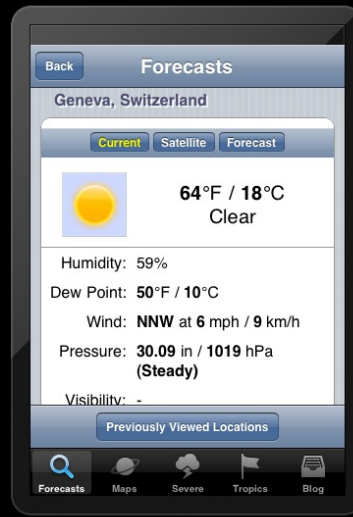 Back
Forecasts
Geneva, Switzerland
Current Satellite Forecast
64°F / 18°C
Clear
Humidity: 59%
Dew Point: 50°F / 10°C
Wind: NNW at 6 mph / 9 km/h
Pressure: 30.09 in / 1019 hPa
(Steady)
Visibility: -
Previously Viewed Locations
Forecasts Maps Severe Tropics Blog